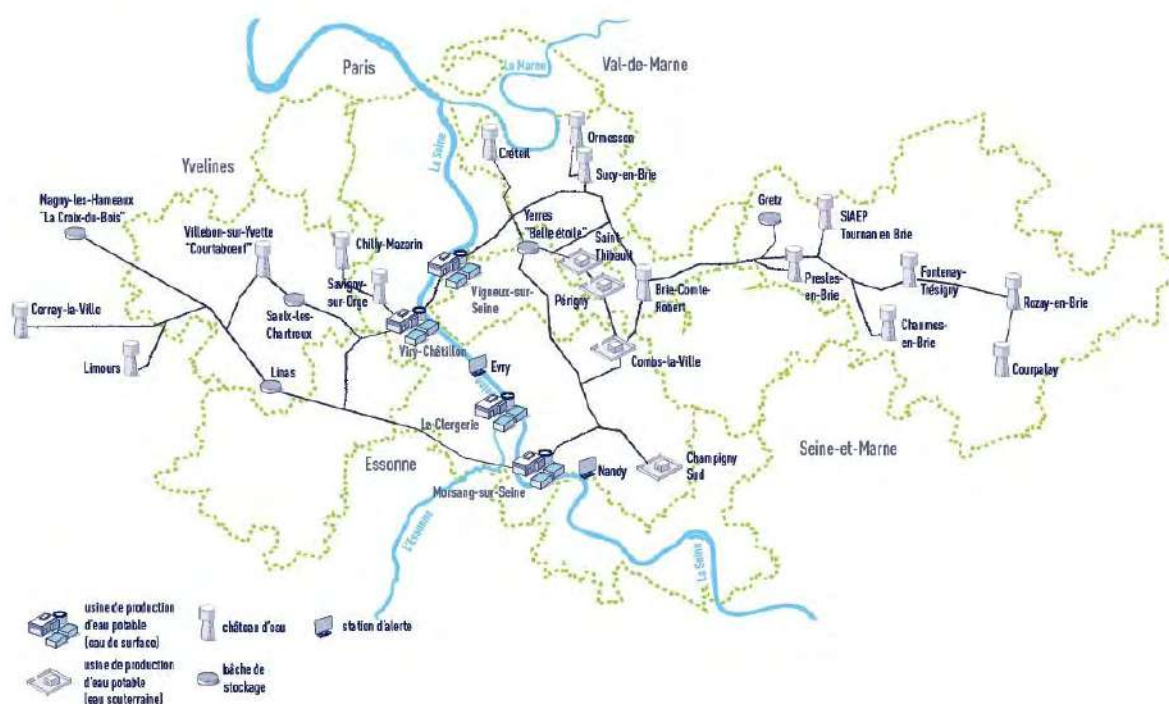 Paris
La Marne
Val-de-Marne
Créteil
Ormesson
Sucy-en-Brie
La Seine
Yvelines
Magny-les-Hameaux
"La Croix-du-Bois"
Villebon-sur-Yvette
"Courtaboeuf"
Chilly-Mazarin
Savigny-
sur-Orge
Yerres
"Belle étoile"
Saint-
Thibault
Gretz
SIAEP
Tournan en Brie
Cernay-la-Ville
Limours
Saulx-les-
Chartreux
Linas
Viry-Châtillon
Vigneux-sur-
Seine
Périgny
Brie-Comte-
Robert
Presles-
en-Brie
Fontenay-
Trésigny
Rozay-en-Brie
Chaumes-
en-Brie
Courpalay
Combs-la-Ville
Evry
La Clergerie
Essonne
Morsang-sur-Seine
Nandy
Champigny
Sud
Seine-et-Marne
L'Essonne
La Seine
usine de production
d'eau potable
(eau de surface)
château d'eau
station d'alerte
usine de production
d'eau potable
(eau souterraine)
bâche de
stockage